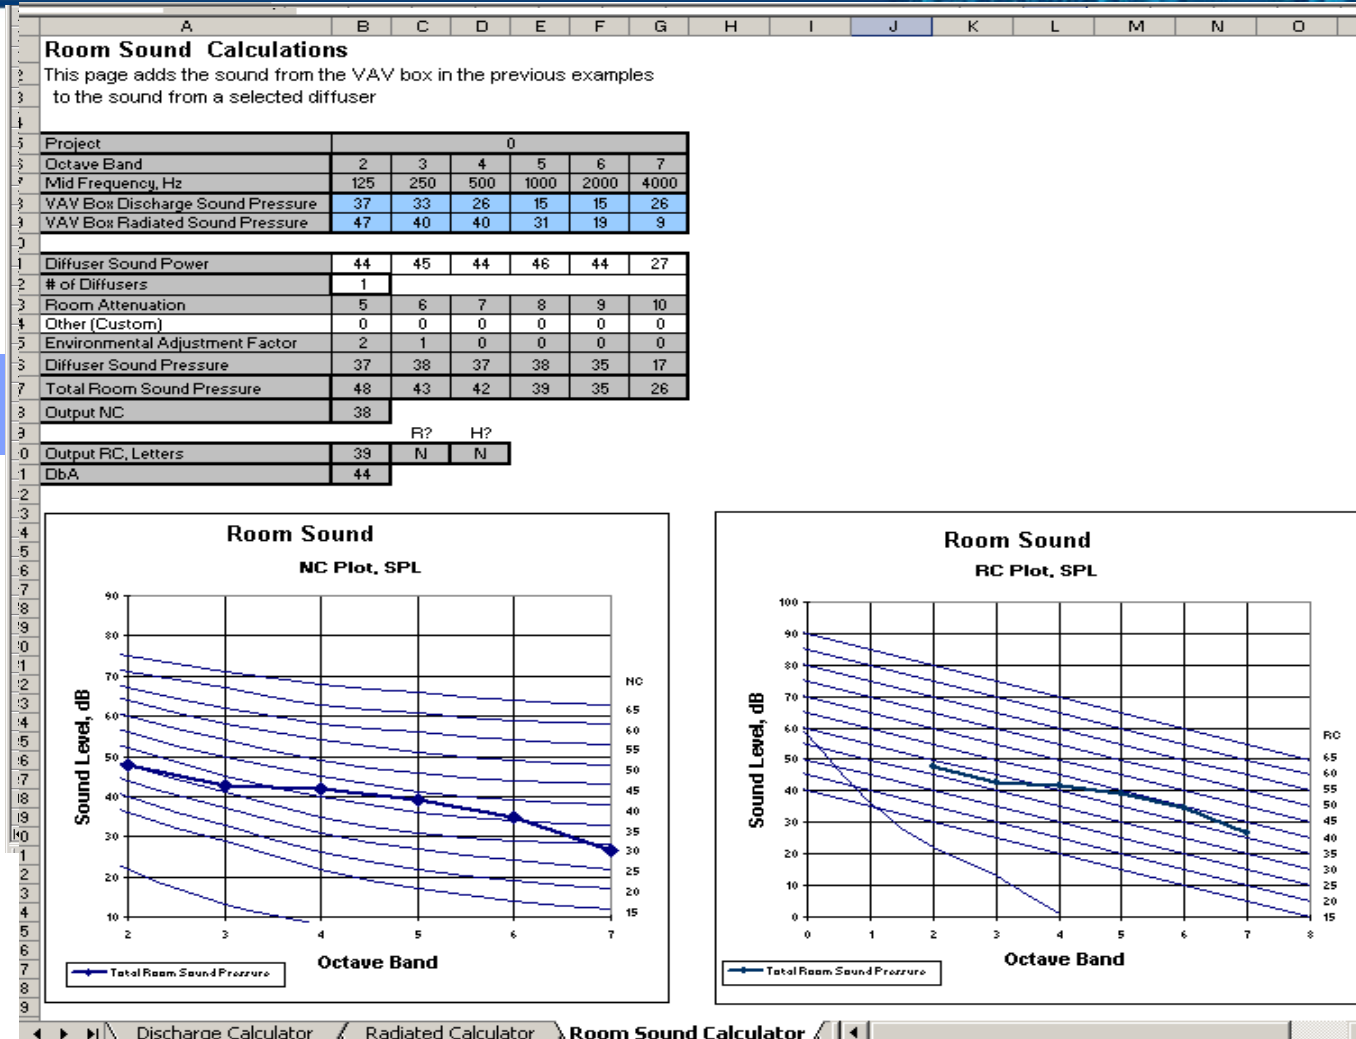 A B C D E F G H I J K L M N O
Room Sound Calculations
This page adds the sound from the VAV box in the previous examples
to the sound from a selected diffuser
Project 0
Octave Band 2 3 4 5 6 7
Mid Frequency, Hz 125 250 500 1000 2000 4000
VAV Box Discharge Sound Pressure 37 33 26 15 15 26
VAV Box Radiated Sound Pressure 47 40 40 31 19 9
Diffuser Sound Power 44 45 44 46 44 27
# of Diffusers 1
Room Attenuation 5 6 7 8 9 10
Other (Custom) 0 0 0 0 0 0
Environmental Adjustment Factor 2 1 0 0 0 0
Diffuser Sound Pressure 37 38 37 38 35 17
Total Room Sound Pressure 48 43 42 39 35 26
Output NC 38
R? H?
Output RC, Letters 39 N N
DbA 44
Room Sound
NC Plot, SPL
Sound Level, dB
90
80
70
60
50
40
30
20
10
2 3 4 5 6 7
NC
65
60
55
50
45
40
35
30
25
20
15
Octave Band
Total Room Sound Pressure
Room Sound
RC Plot, SPL
Sound Level, dB
100
90
80
70
60
50
40
30
20
10
0
0 1 2 3 4 5 6 7 8
RC
65
60
55
50
45
40
35
30
25
20
15
Octave Band
Total Room Sound Pressure
Discharge Calculator Radiated Calculator Room Sound Calculator